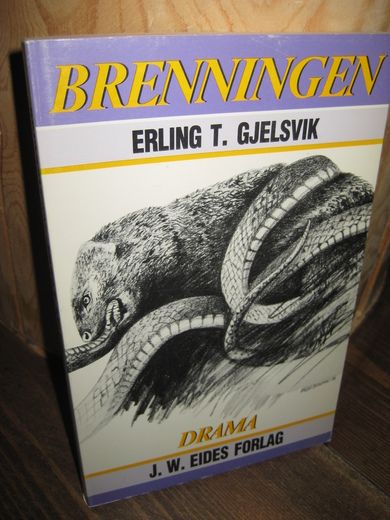 BRENNINGEN
ERLING T. GJELSVIK
DRAMA
J. W. EIDES FORLAG